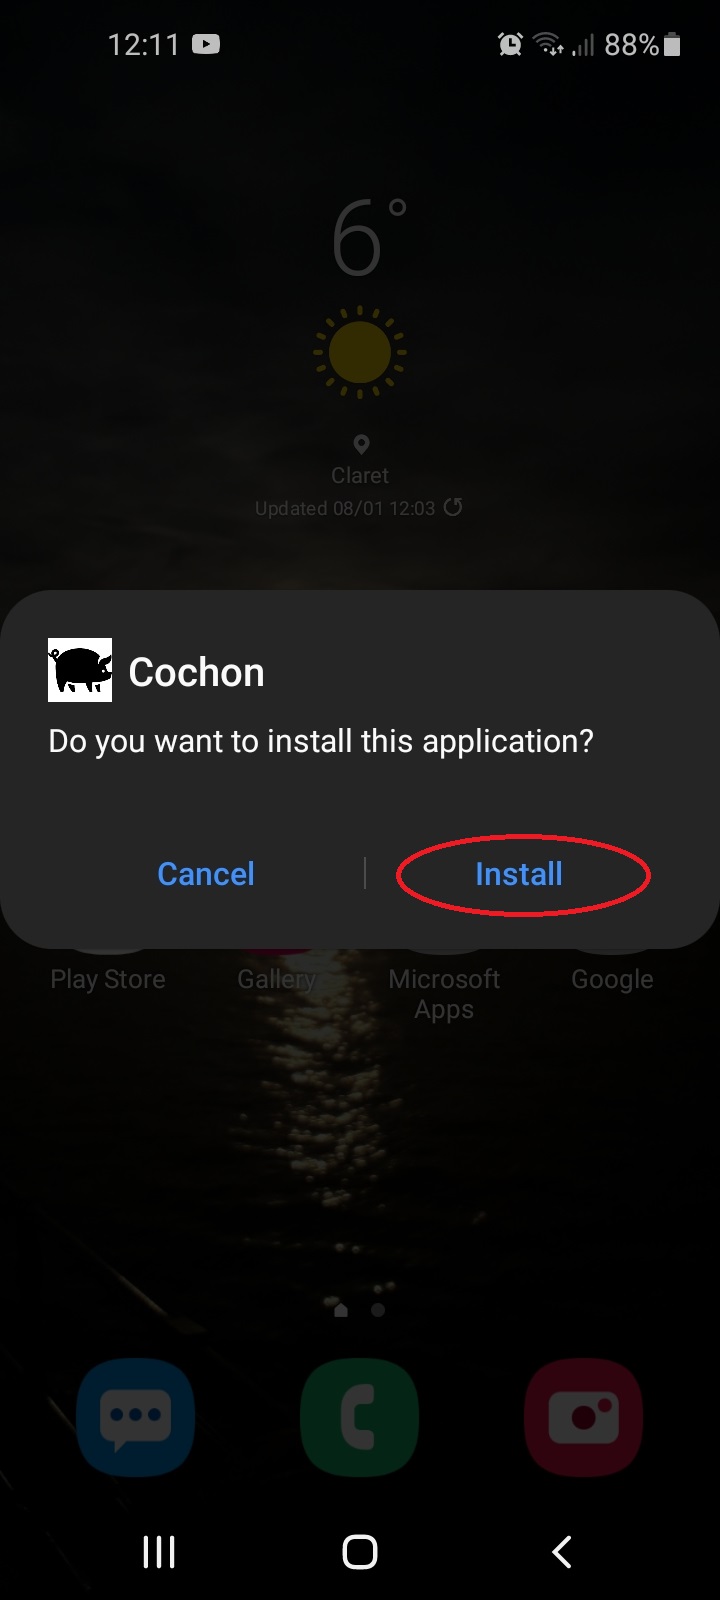 12:11 88%
6°
Claret
Updated 08/01 12:03
Cochon
Do you want to install this application?
Cancel Install
Play Store Gallery Microsoft Apps Google